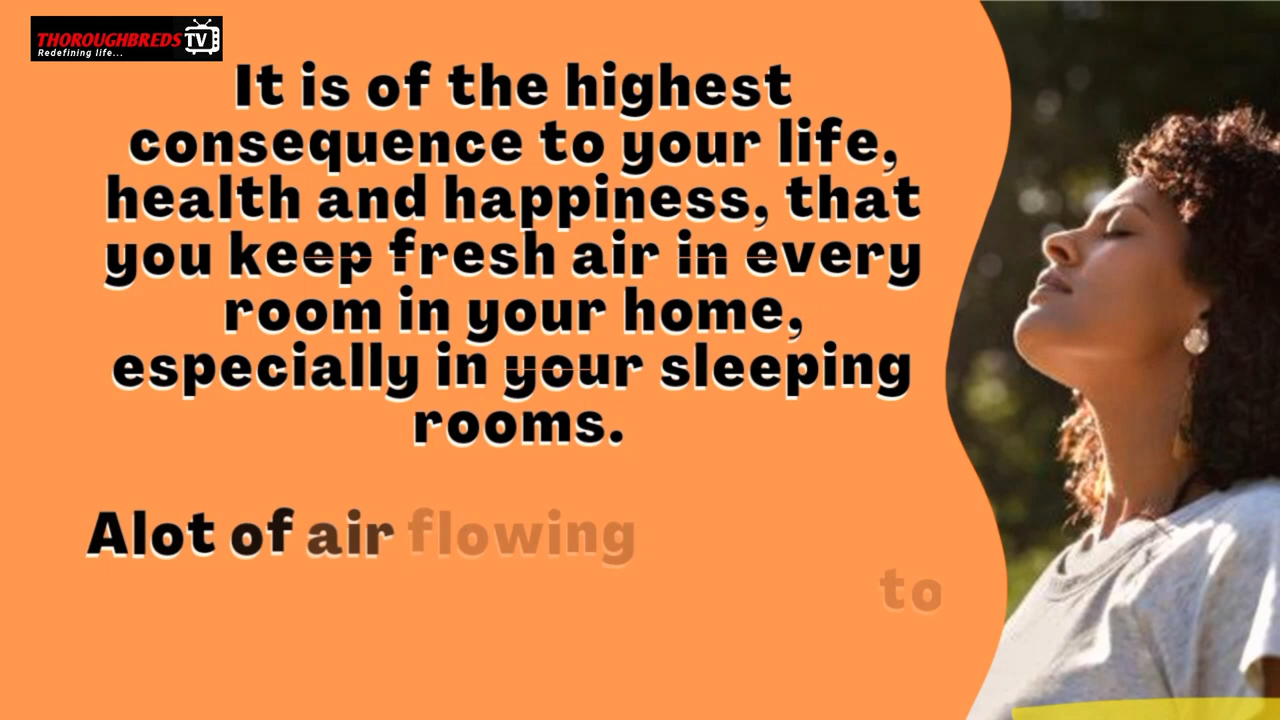 THOROUGHBREDS TV
Redefining life...
It is of the highest
consequence to your life,
health and happiness, that
you keep fresh air in every
room in your home,
especially in your sleeping
rooms.
Alot of air flowing
to